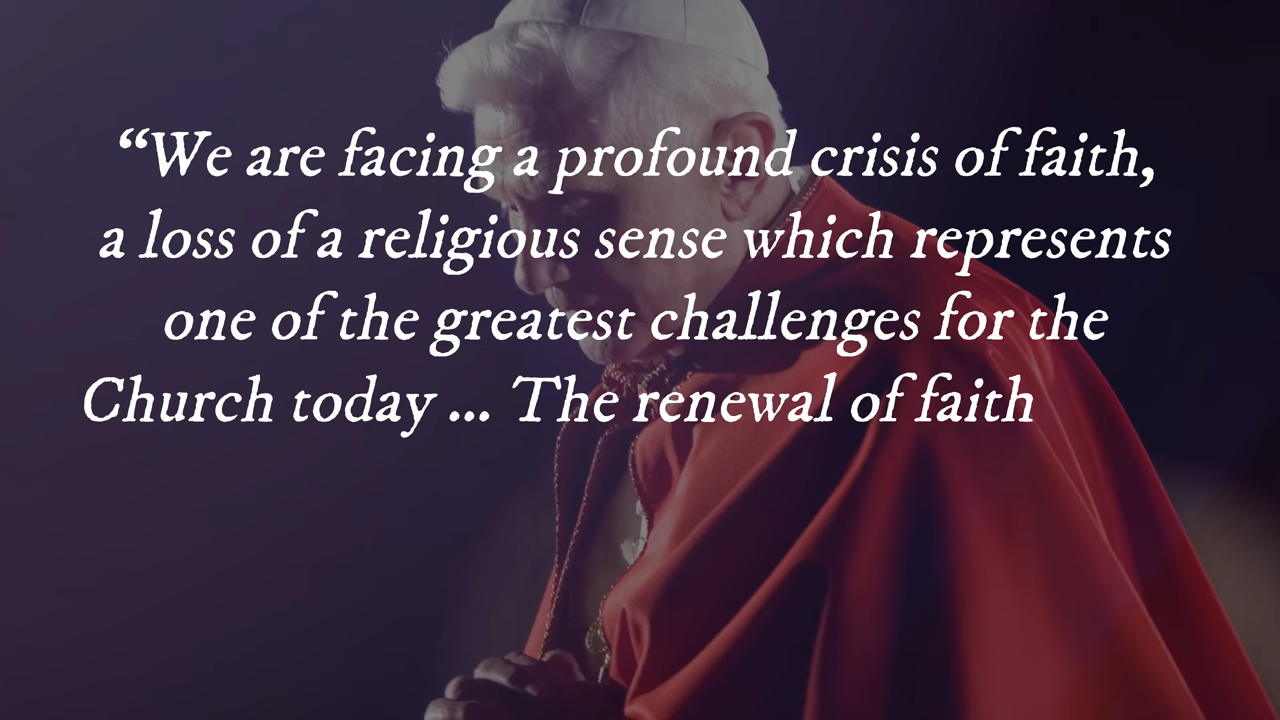 “We are facing a profound crisis of faith,
a loss of a religious sense which represents
one of the greatest challenges for the
Church today ... The renewal of faith